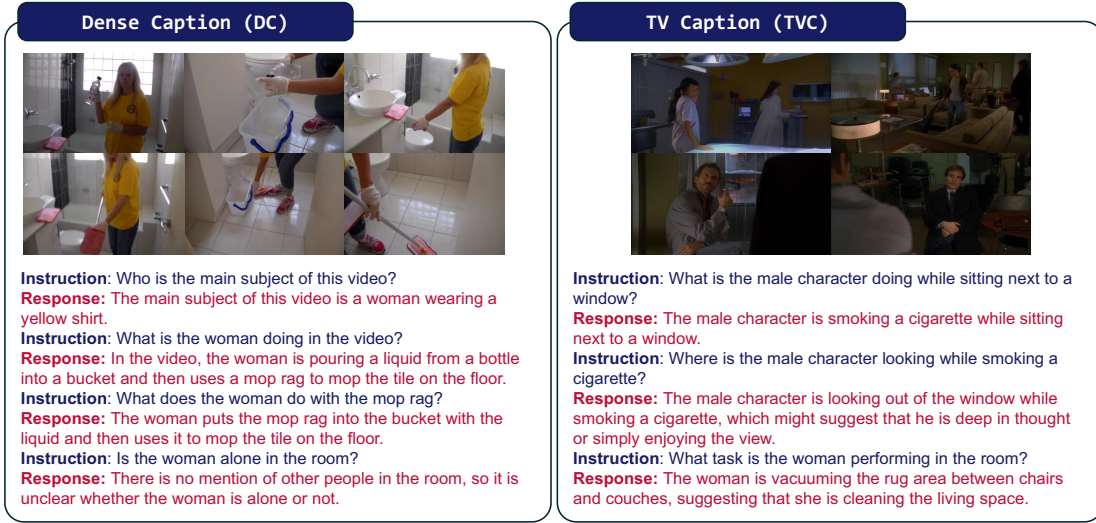 Dense Caption (DC)
Instruction: Who is the main subject of this video?
Response: The main subject of this video is a woman wearing a
yellow shirt.
Instruction: What is the woman doing in the video?
Response: In the video, the woman is pouring a liquid from a bottle
into a bucket and then uses a mop rag to mop the tile on the floor.
Instruction: What does the woman do with the mop rag?
Response: The woman puts the mop rag into the bucket with the
liquid and then uses it to mop the tile on the floor.
Instruction: Is the woman alone in the room?
Response: There is no mention of other people in the room, so it is
unclear whether the woman is alone or not.
TV Caption (TVC)
Instruction: What is the male character doing while sitting next to a
window?
Response: The male character is smoking a cigarette while sitting
next to a window.
Instruction: Where is the male character looking while smoking a
cigarette?
Response: The male character is looking out of the window while
smoking a cigarette, which might suggest that he is deep in thought
or simply enjoying the view.
Instruction: What task is the woman performing in the room?
Response: The woman is vacuuming the rug area between chairs
and couches, suggesting that she is cleaning the living space.